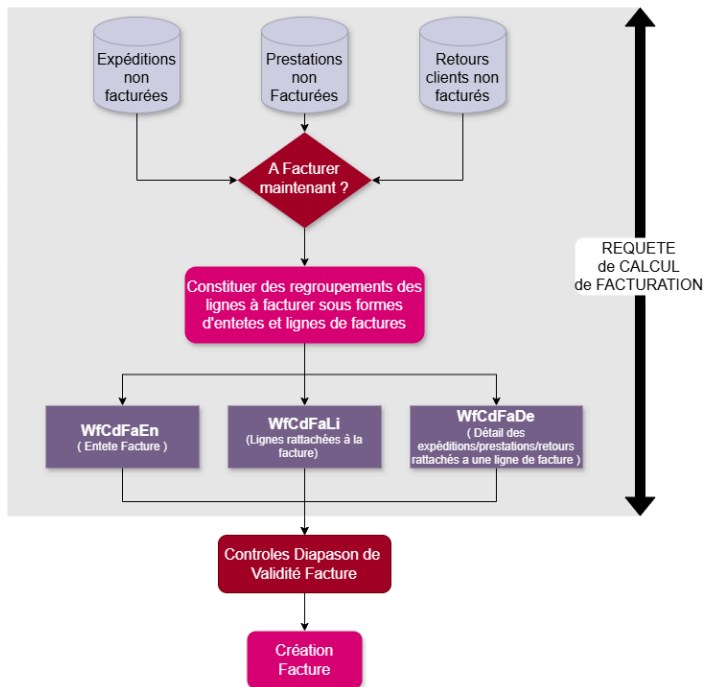 Expéditions
non
facturées
Prestations
non
Facturées
Retours
clients non
facturés
A Facturer
maintenant ?
REQUETE
de CALCUL
de FACTURATION
Constituer des regroupements des
lignes à facturer sous formes
d'entetes et lignes de factures
WfCdFaEn
( Entete Facture )
WfCdFaLi
(Lignes rattachées à la
facture)
WfCdFaDe
( Détail des
expéditions/prestations/retours
rattachés a une ligne de facture )
Controles Diapason de
Validité Facture
Création
Facture